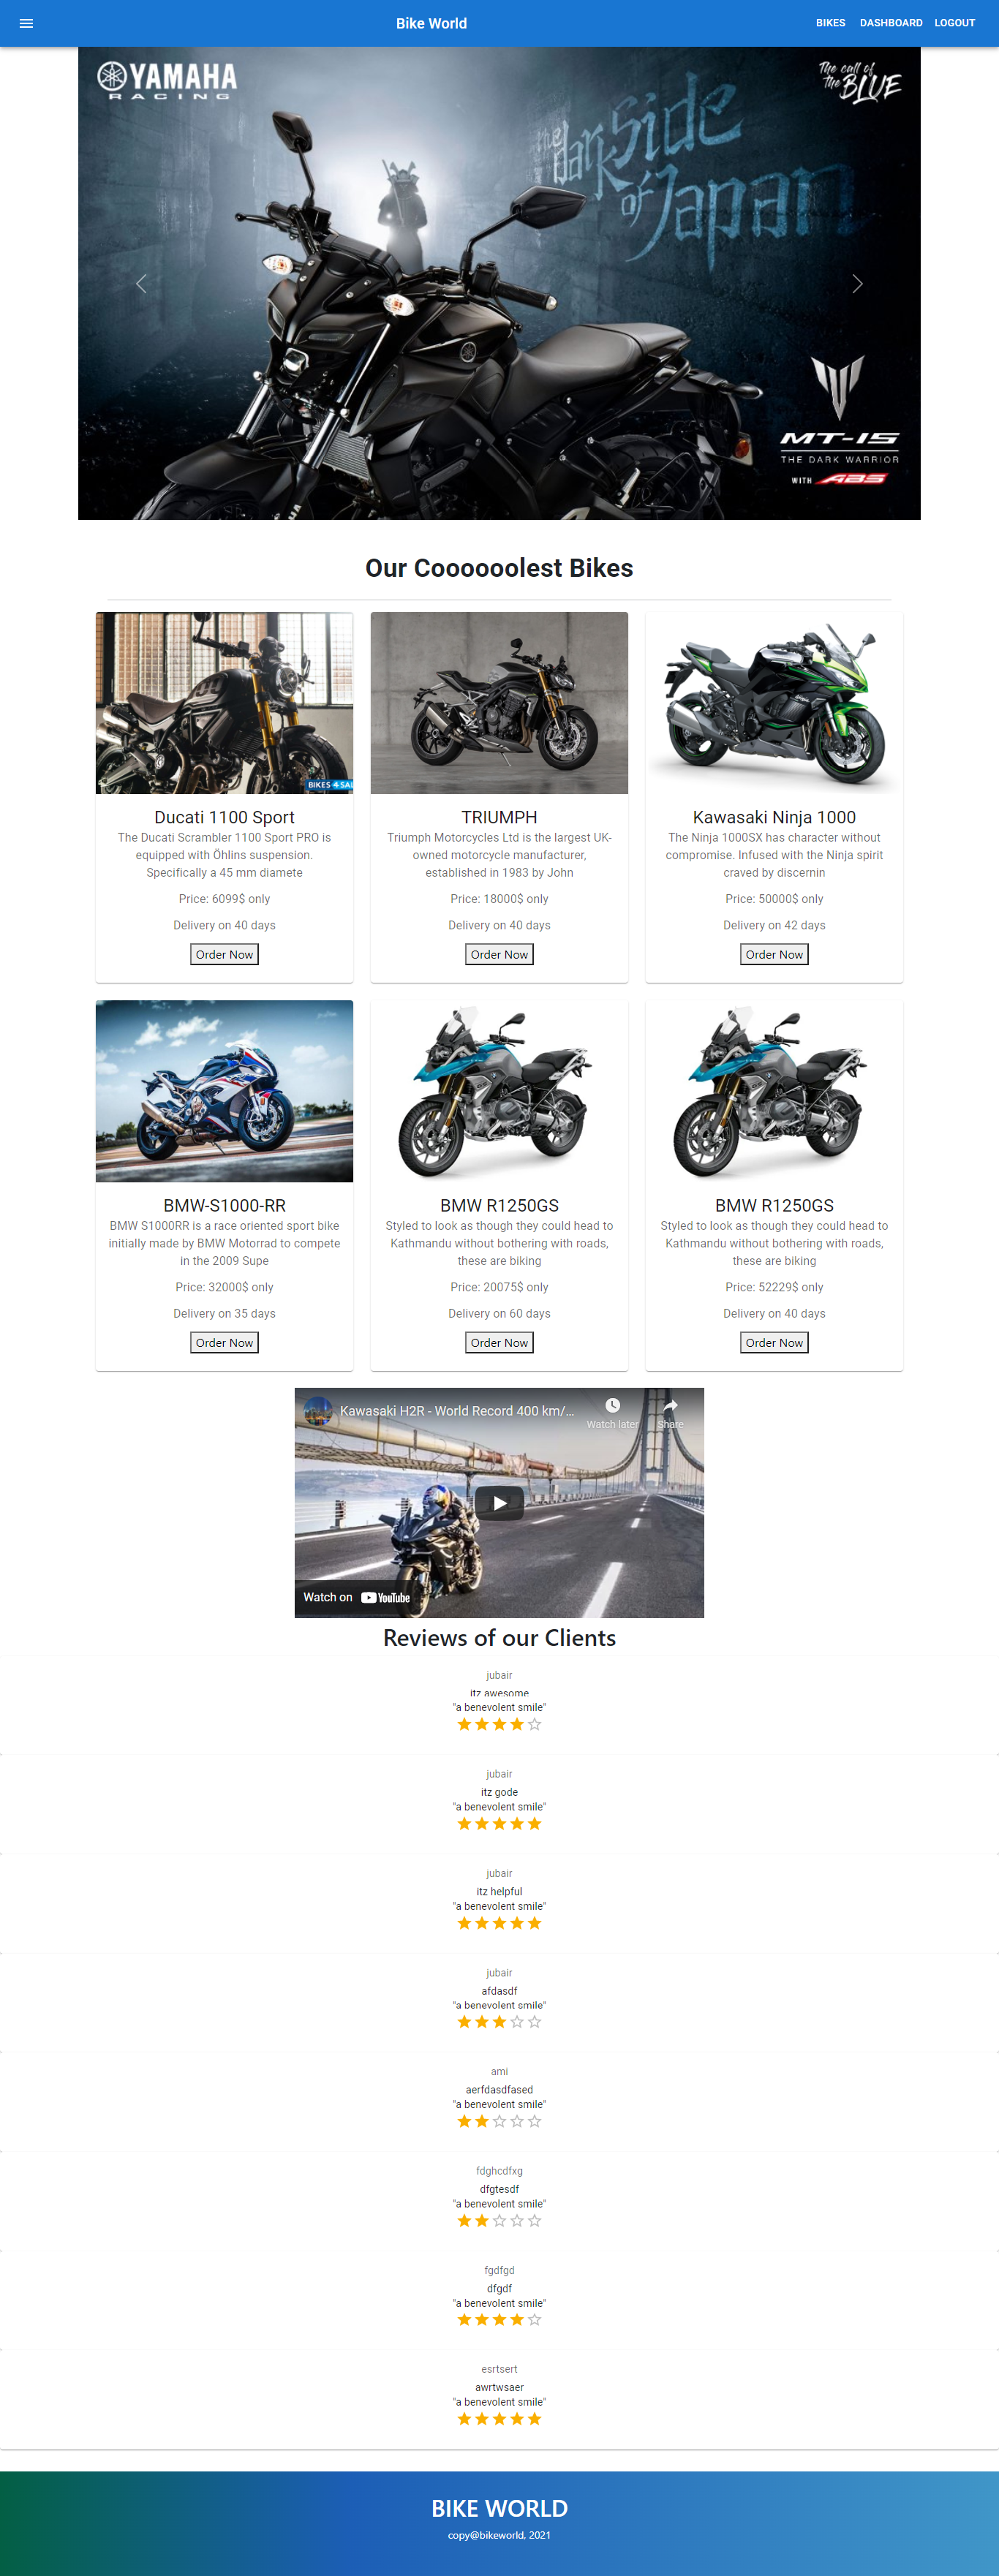 Bike World
BIKES DASHBOARD LOGOUT
YAMAHA
RACING
The call of
the BLUE
the dark side
of Japan
MT-15
THE DARK WARRIOR
WITH ABS
Our Cooooooolest Bikes
BIKES4SAL
Ducati 1100 Sport
The Ducati Scrambler 1100 Sport PRO is
equipped with Öhlins suspension.
Specifically a 45 mm diamete
Price: 6099$ only
Delivery on 40 days
Order Now
TRIUMPH
Triumph Motorcycles Ltd is the largest UK-
owned motorcycle manufacturer,
established in 1983 by John
Price: 18000$ only
Delivery on 40 days
Order Now
Kawasaki Ninja 1000
The Ninja 1000SX has character without
compromise. Infused with the Ninja spirit
craved by discernin
Price: 50000$ only
Delivery on 42 days
Order Now
BMW-S1000-RR
BMW S1000RR is a race oriented sport bike
initially made by BMW Motorrad to compete
in the 2009 Supe
Price: 32000$ only
Delivery on 35 days
Order Now
BMW R1250GS
Styled to look as though they could head to
Kathmandu without bothering with roads,
these are biking
Price: 20075$ only
Delivery on 60 days
Order Now
BMW R1250GS
Styled to look as though they could head to
Kathmandu without bothering with roads,
these are biking
Price: 52229$ only
Delivery on 40 days
Order Now
Kawasaki H2R - World Record 400 km/...
Watch later
Share
Watch on YouTube
Reviews of our Clients
jubair
itz awesome
"a benevolent smile"
jubair
itz gode
"a benevolent smile"
jubair
itz helpful
"a benevolent smile"
jubair
afdasdf
"a benevolent smile"
ami
aerfdasdfased
"a benevolent smile"
fdghcdfxg
dfgtesdf
"a benevolent smile"
fgdfgd
dfgdf
"a benevolent smile"
esrtsert
awrtwsaer
"a benevolent smile"
BIKE WORLD
copy@bikeworld, 2021